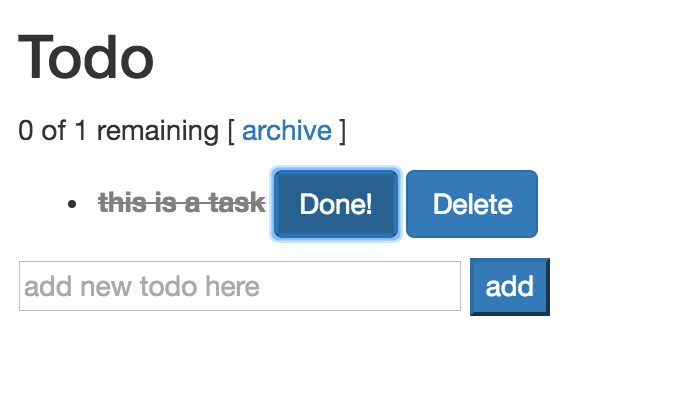 Todo
0 of 1 remaining [ archive ]
this is a task Done! Delete
add new todo here add